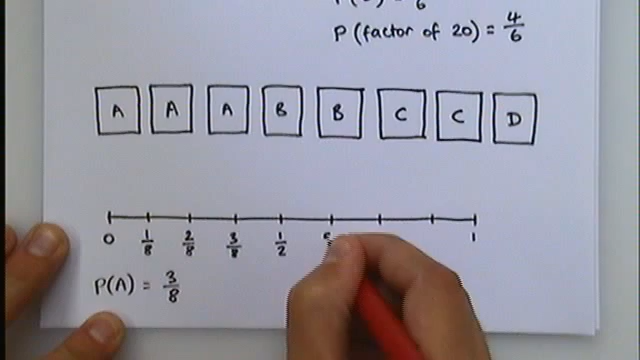 P (factor of 20) = 4/6
A A A B B C C D
0 1/8 2/8 3/8 1/2 1
P(A) = 3/8